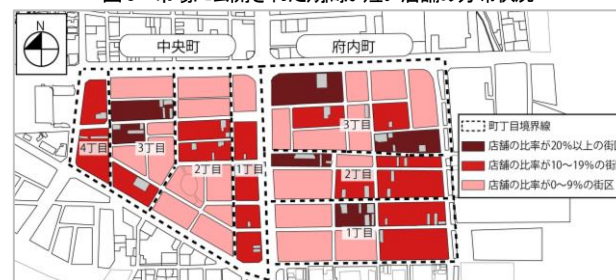 N
中央町
府内町
4丁目
3丁目
2丁目
1丁目
3丁目
2丁目
1丁目
町丁目境界線
店舗の比率が20%以上の街区
店舗の比率が10〜19%の街
店舗の比率が0〜9%の街区